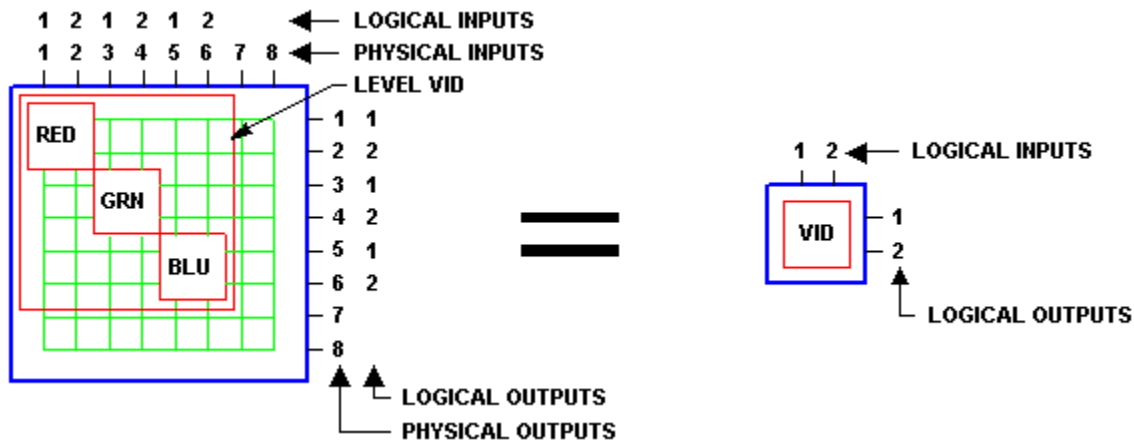 1 2 1 2 1 2 LOGICAL INPUTS
1 2 3 4 5 6 7 8 PHYSICAL INPUTS
LEVEL VID
RED
GRN
BLU
1 1
2 2
3 1
4 2
5 1
6 2
7
8
LOGICAL OUTPUTS
PHYSICAL OUTPUTS
1 2 LOGICAL INPUTS
VID
1
2
LOGICAL OUTPUTS